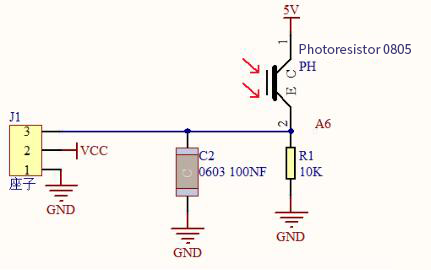 5V
1
Photoresistor 0805
PH
C
E
2
A6
J1
3
2
VCC
1
座子
GND
C2
0603 100NF
C
GND
R1
10K
GND